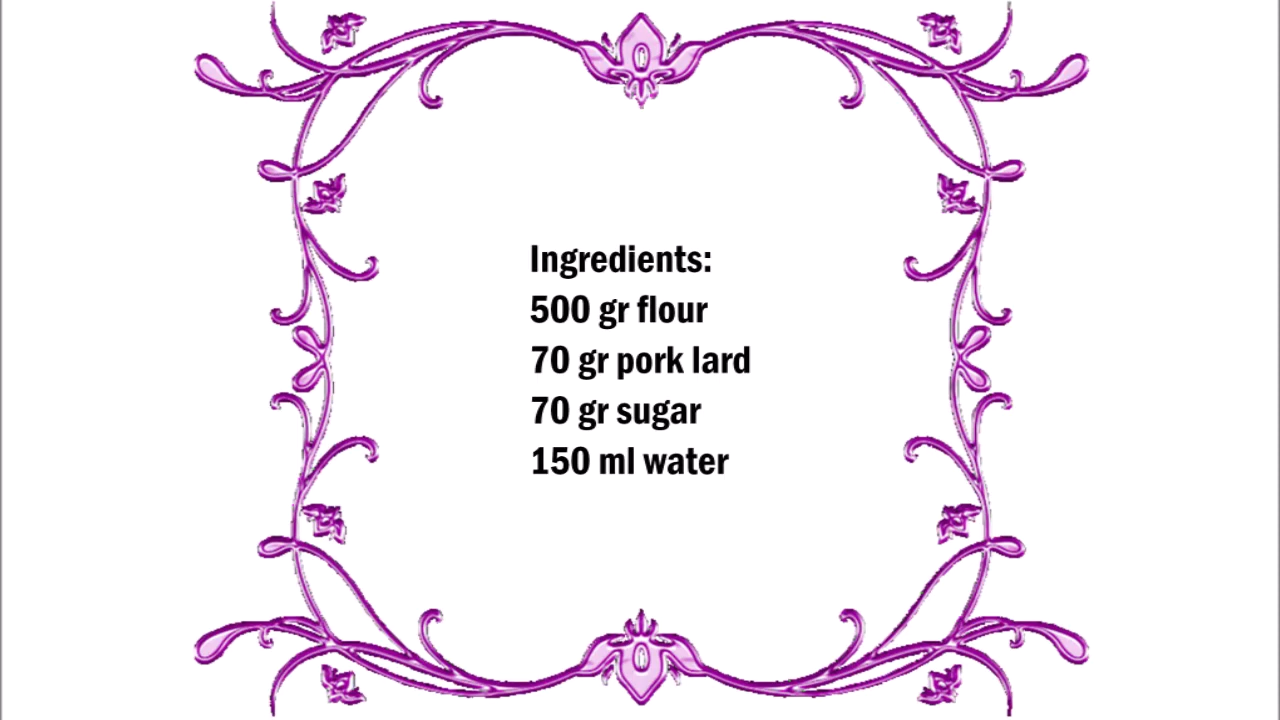 Ingredients:
500 gr flour
70 gr pork lard
70 gr sugar
150 ml water